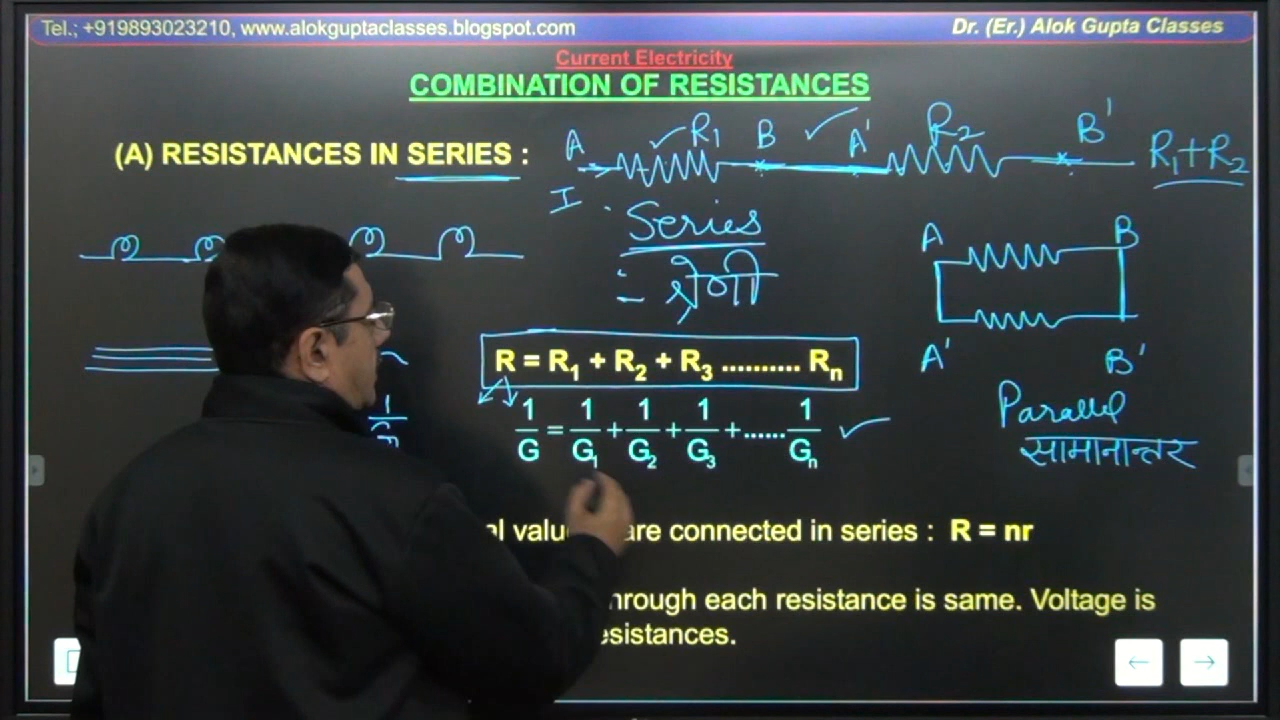 Tel.; +919893023210, www.alokguptaclasses.blogspot.com
Dr. (Er.) Alok Gupta Classes
Current Electricity
COMBINATION OF RESISTANCES
(A) RESISTANCES IN SERIES :
A R₁ B A' R₂ B' R₁+R₂
I
Series
:- श्रेणी
A B
A' B'
Parallel
सामानान्तर
R = R₁ + R₂ + R₃ .......... Rₙ
1/G = 1/G₁ + 1/G₂ + 1/G₃ + ...... 1/Gₙ
are connected in series : R = nr
through each resistance is same. Voltage is
resistances.